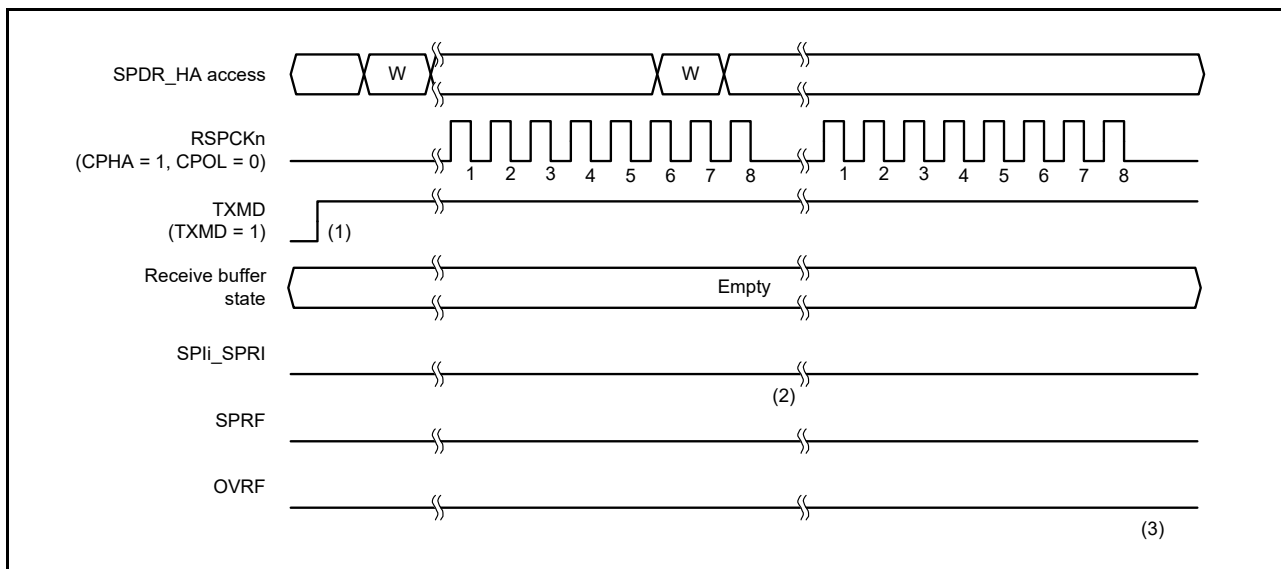 SPDR_HA access
W
W
RSPCKn
(CPHA = 1, CPOL = 0)
1 2 3 4 5 6 7 8
1 2 3 4 5 6 7 8
TXMD
(TXMD = 1)
(1)
Receive buffer
state
Empty
SPIi_SPRI
(2)
SPRF
OVRF
(3)